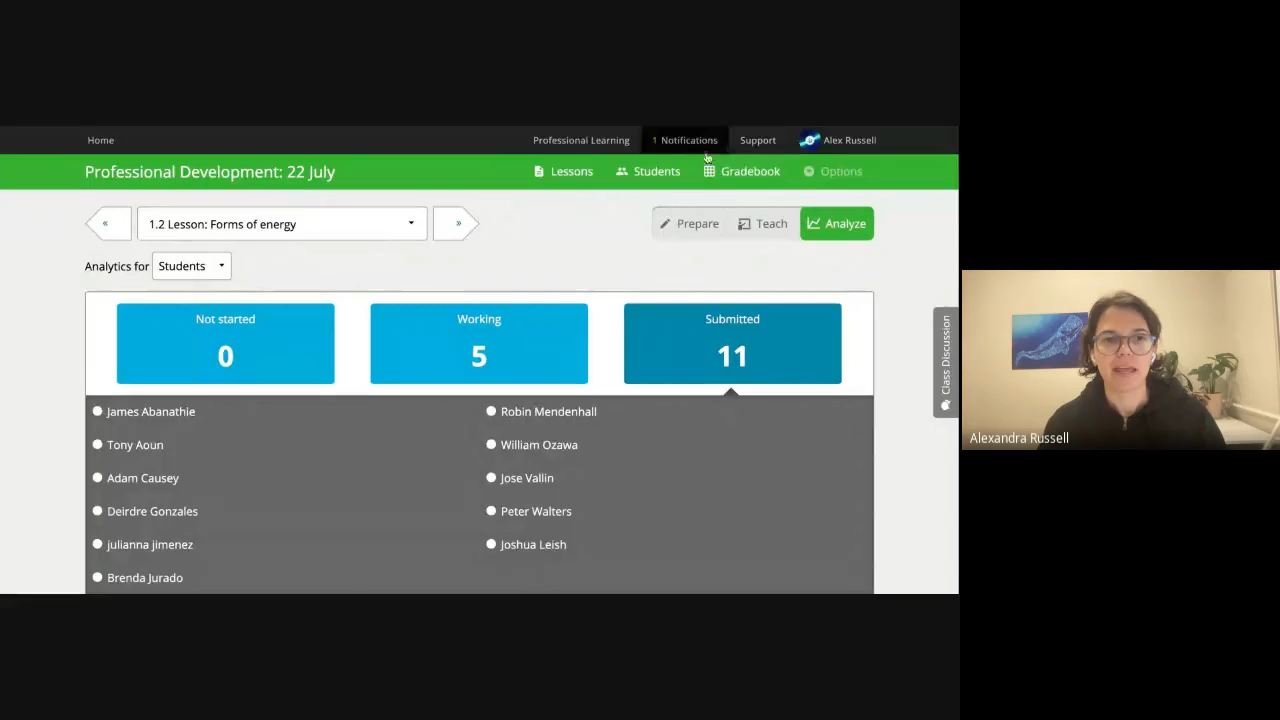 Home
Professional Learning
1 Notifications
Support
Alex Russell
Professional Development: 22 July
Lessons
Students
Gradebook
Options
«
1.2 Lesson: Forms of energy
»
Prepare
Teach
Analyze
Analytics for
Students
Not started
0
Working
5
Submitted
11
James Abanathie
Tony Aoun
Adam Causey
Deirdre Gonzales
julianna jimenez
Brenda Jurado
Robin Mendenhall
William Ozawa
Jose Vallin
Peter Walters
Joshua Leish
Class Discussion
Alexandra Russell